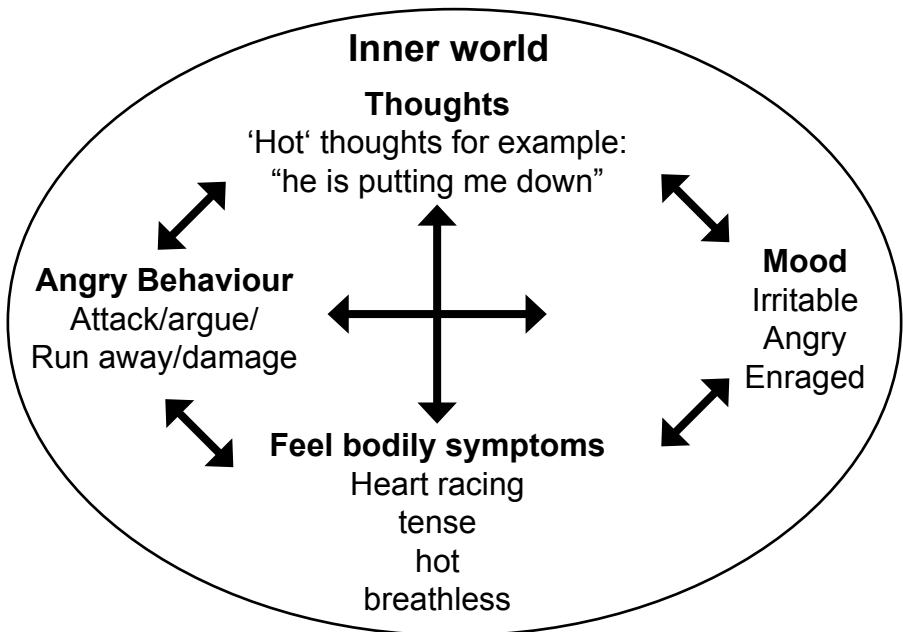 Inner world
Thoughts
‘Hot‘ thoughts for example:
“he is putting me down”
Angry Behaviour
Attack/argue/
Run away/damage
Mood
Irritable
Angry
Enraged
Feel bodily symptoms
Heart racing
tense
hot
breathless